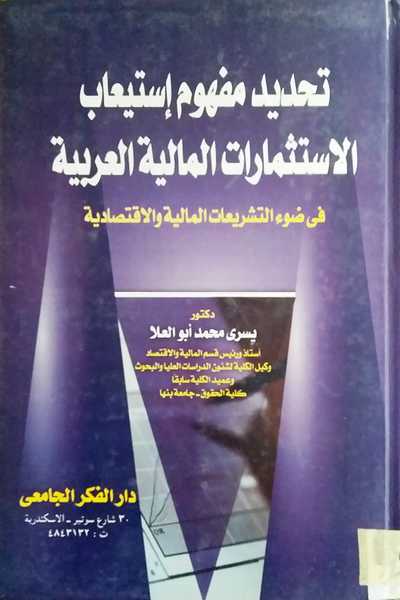 تحديد مفهوم إستيعاب
الاستثمارات المالية العربية
فى ضوء التشريعات المالية والاقتصادية
دكتور
يسرى محمد أبو العلا
أستاذ ورئيس قسم المالية والاقتصاد
وكيل الكلية لشئون الدراسات العليا والبحوث
وعميد الكلية سابقا
كلية الحقوق - جامعة بنها
دار الفكر الجامعى
٣٠ شارع سوتير - الاسكندرية
ت : ٤٨٤٣١٣٢